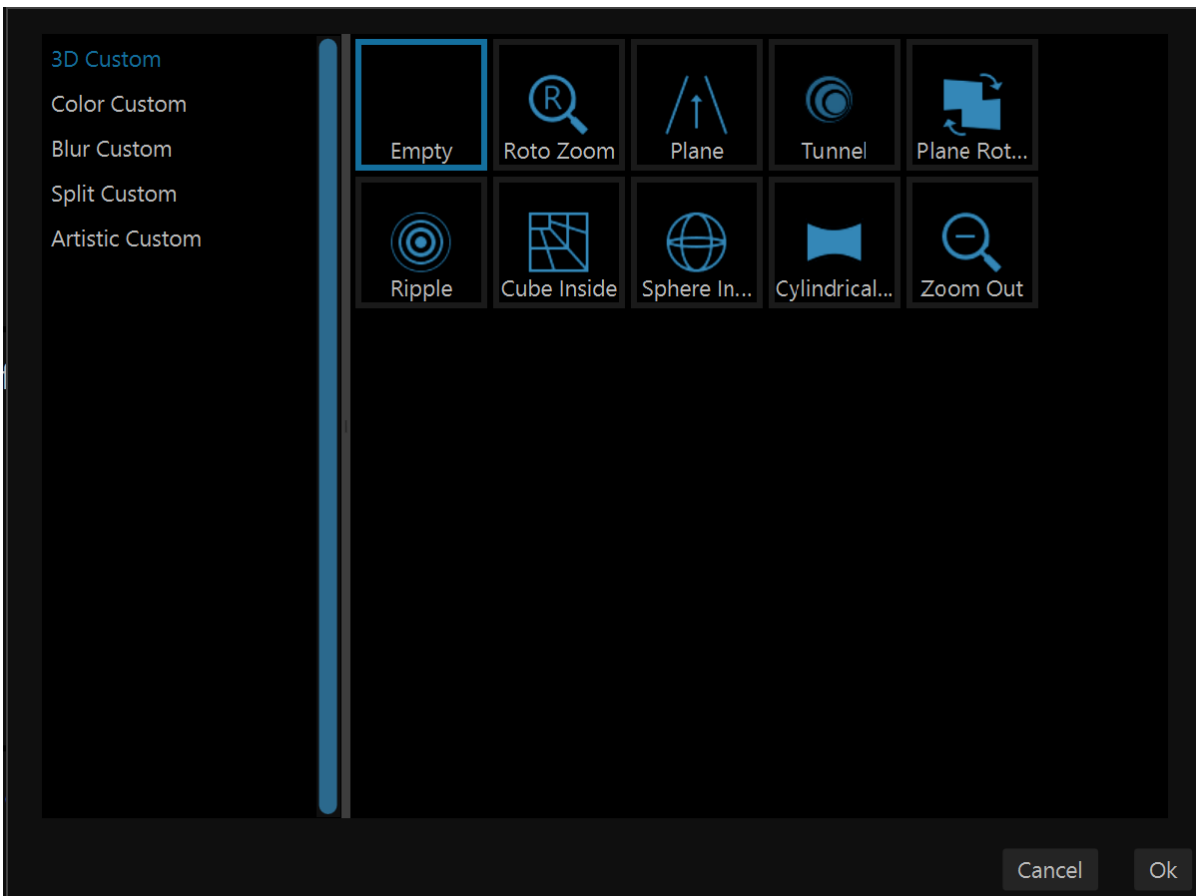 3D Custom
Color Custom
Blur Custom
Split Custom
Artistic Custom
Empty
R
Roto Zoom
Plane
Tunnel
Plane Rot...
Ripple
Cube Inside
Sphere In...
Cylindrical...
Zoom Out
Cancel
Ok